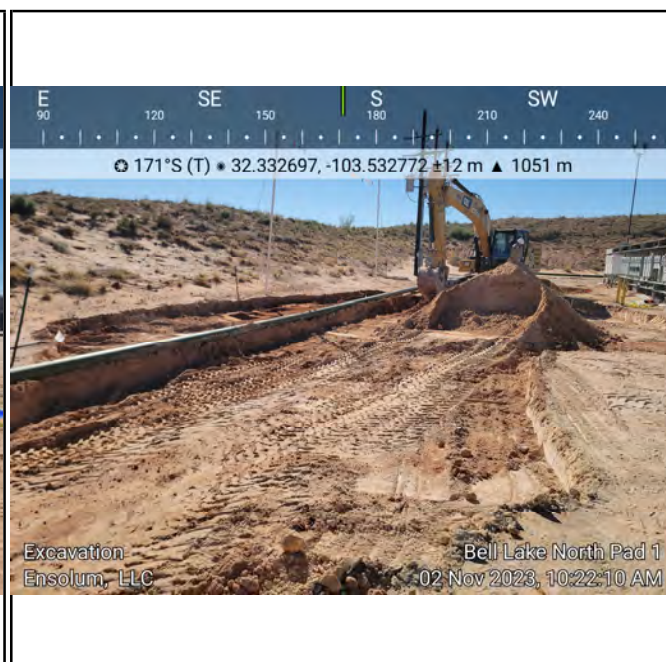 E SE S SW
90 120 150 180 210 240
171°S (T) ● 32.332697, -103.532772 ±12 m ▲ 1051 m
Excavation
Ensolum, LLC
Bell Lake North Pad 1
02 Nov 2023, 10:22:10 AM